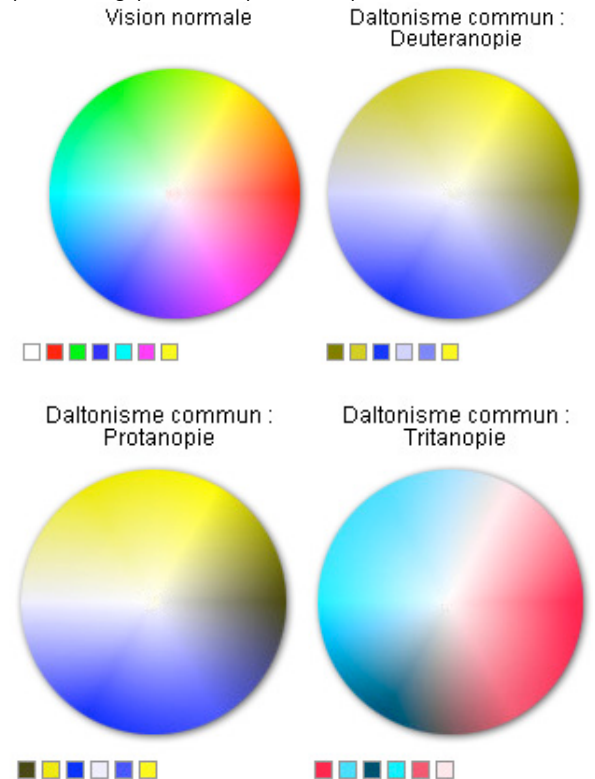 Vision normale
Daltonisme commun :
Deuteranopie
Daltonisme commun :
Protanopie
Daltonisme commun :
Tritanopie